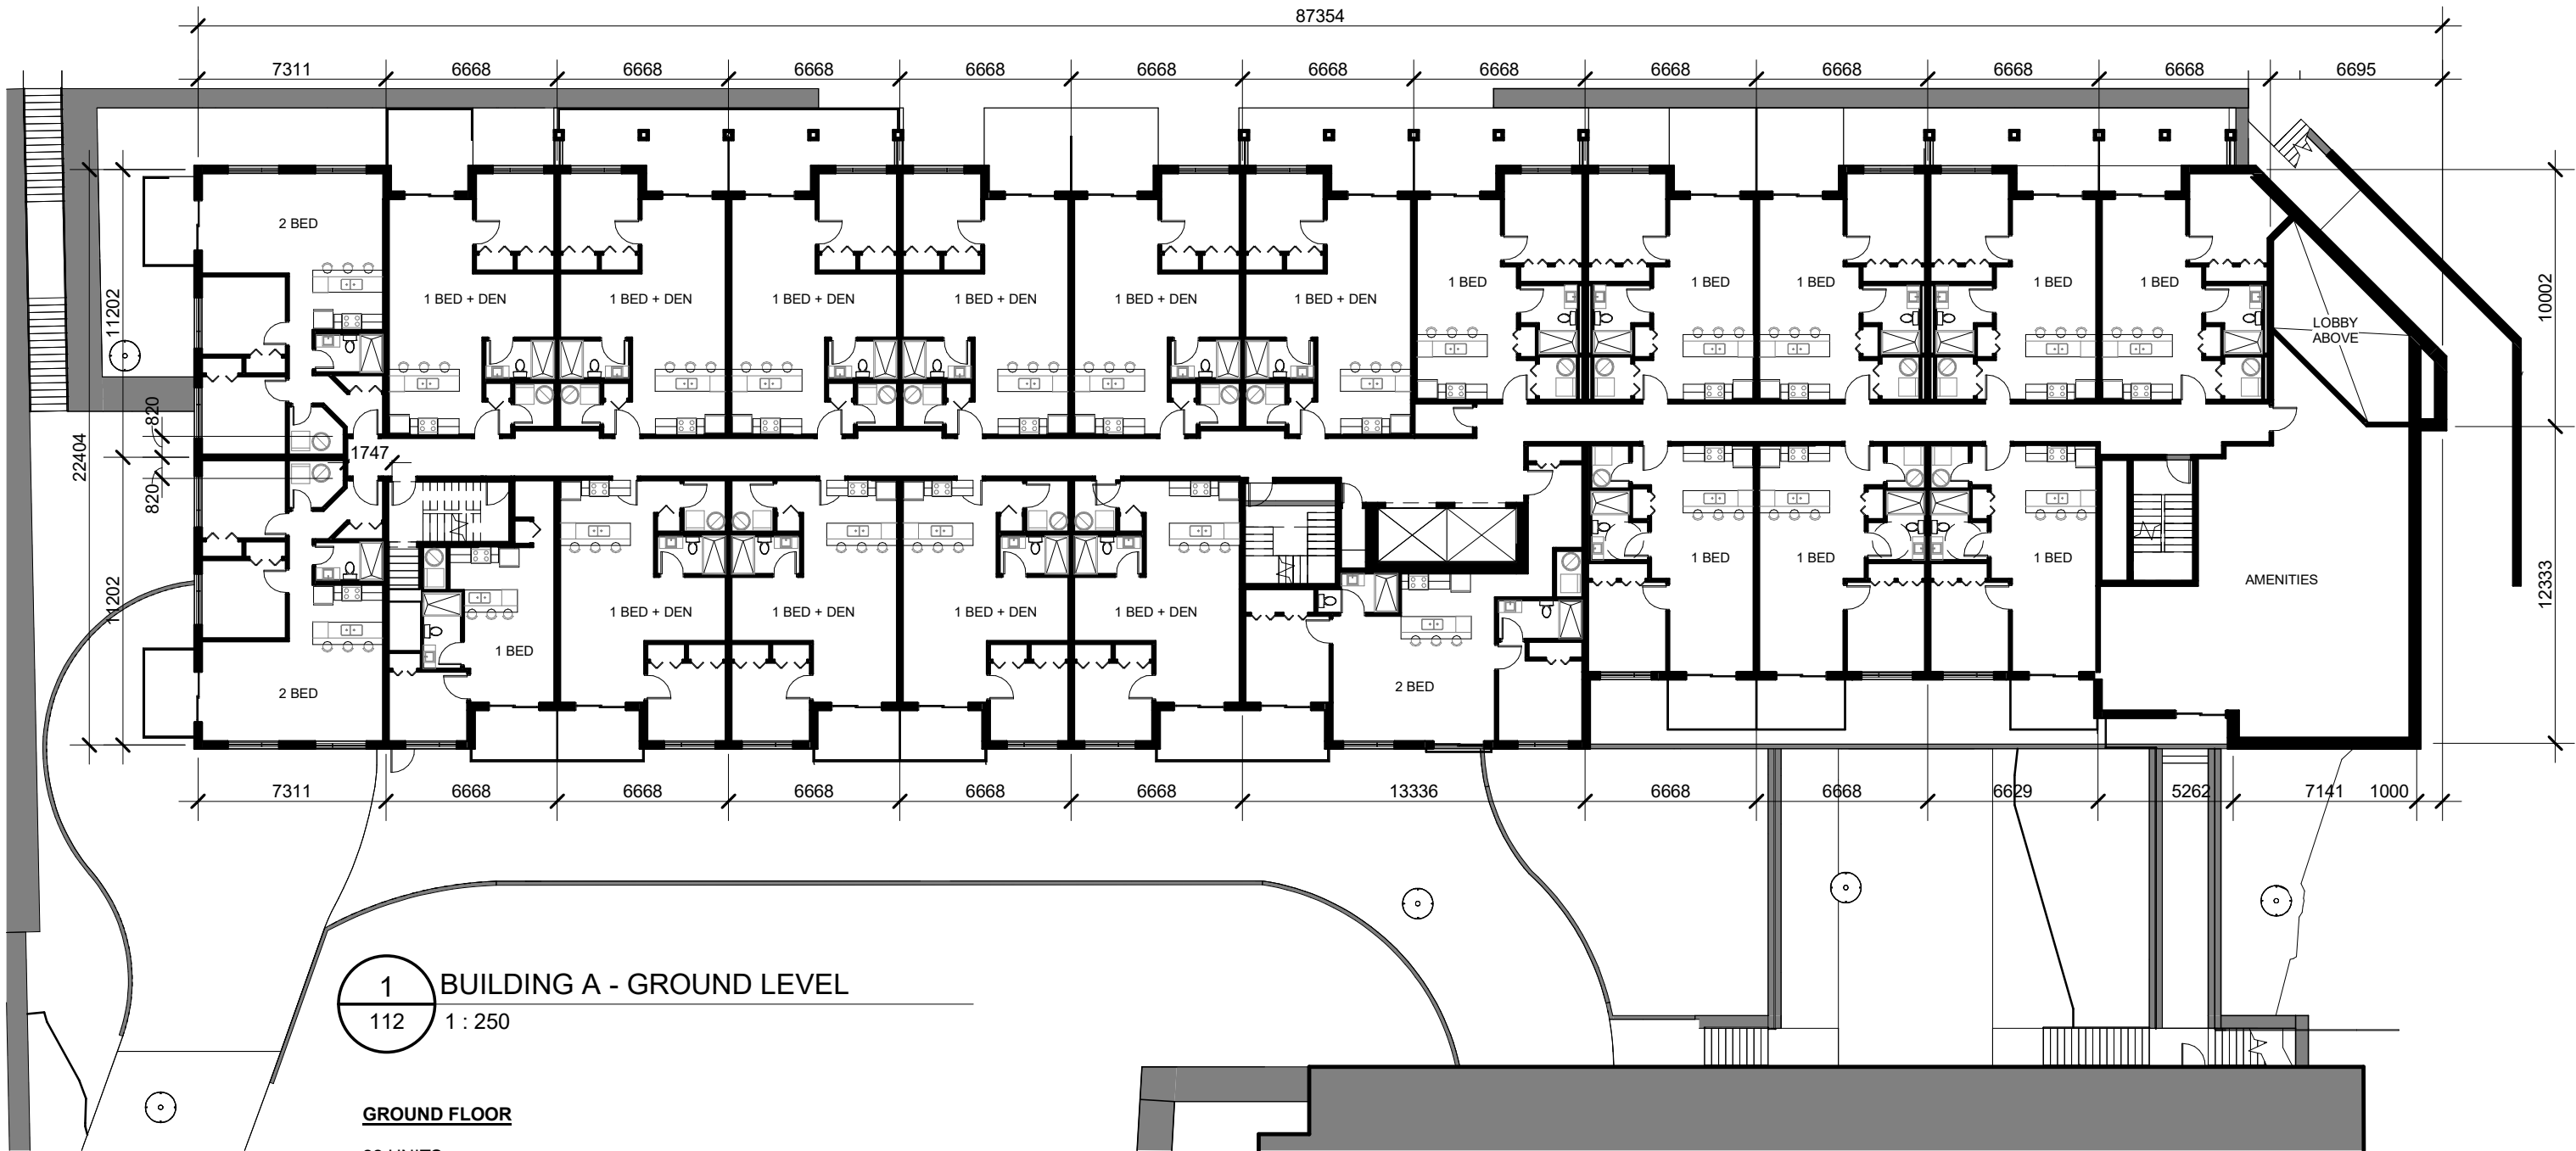 87354
7311 6668 6668 6668 6668 6668 6668 6668 6668 6668 6668 6668 6695
2 BED
1 BED + DEN 1 BED + DEN 1 BED + DEN 1 BED + DEN 1 BED + DEN 1 BED + DEN
1 BED 1 BED 1 BED 1 BED 1 BED
LOBBY
ABOVE
11202
10002
820
22404
1747
820
11202
12333
1 BED 1 BED 1 BED
AMENITIES
1 BED + DEN 1 BED + DEN 1 BED + DEN 1 BED + DEN
1 BED
2 BED
2 BED
7311 6668 6668 6668 6668 6668 13336 6668 6668 6629 5262 7141 1000
1
112
BUILDING A - GROUND LEVEL
1 : 250
GROUND FLOOR